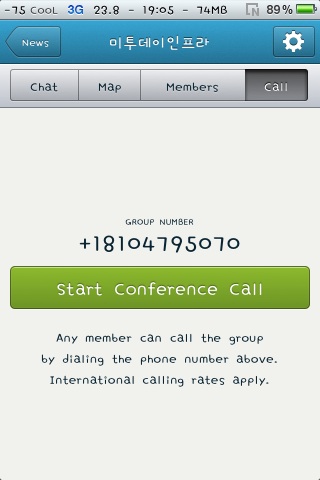 -75 COOL 3G 23.8 - 19:05 - 74MB N 89%
News
미투데이인프라
Chat Map Members Call
GROUP NUMBER
+18104795070
Start Conference Call
Any member can call the group
by dialing the phone number above.
International calling rates apply.